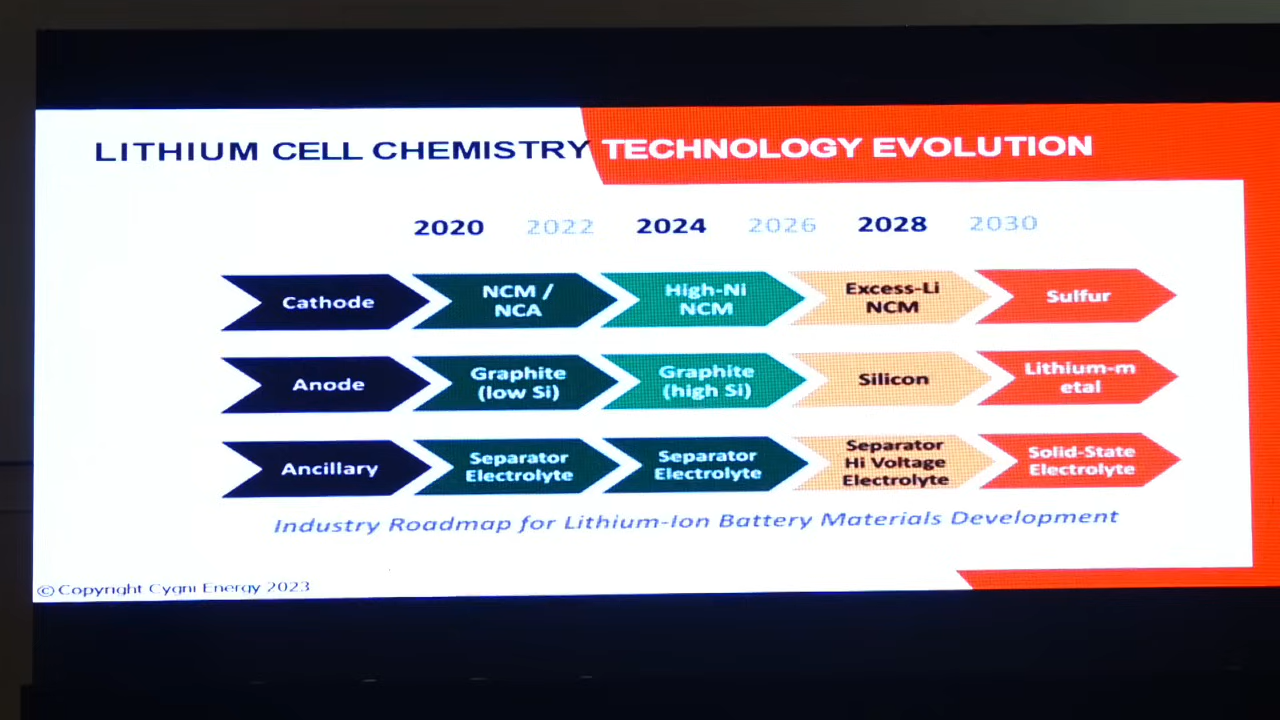 LITHIUM CELL CHEMISTRY TECHNOLOGY EVOLUTION
2020 2022 2024 2026 2028 2030
Cathode
NCM /
NCA
High-Ni
NCM
Excess-Li
NCM
Sulfur
Anode
Graphite
(low Si)
Graphite
(high Si)
Silicon
Lithium-m
etal
Ancillary
Separator
Electrolyte
Separator
Electrolyte
Separator
Hi Voltage
Electrolyte
Solid-State
Electrolyte
Industry Roadmap for Lithium-Ion Battery Materials Development
© Copyright Cygni Energy 2023